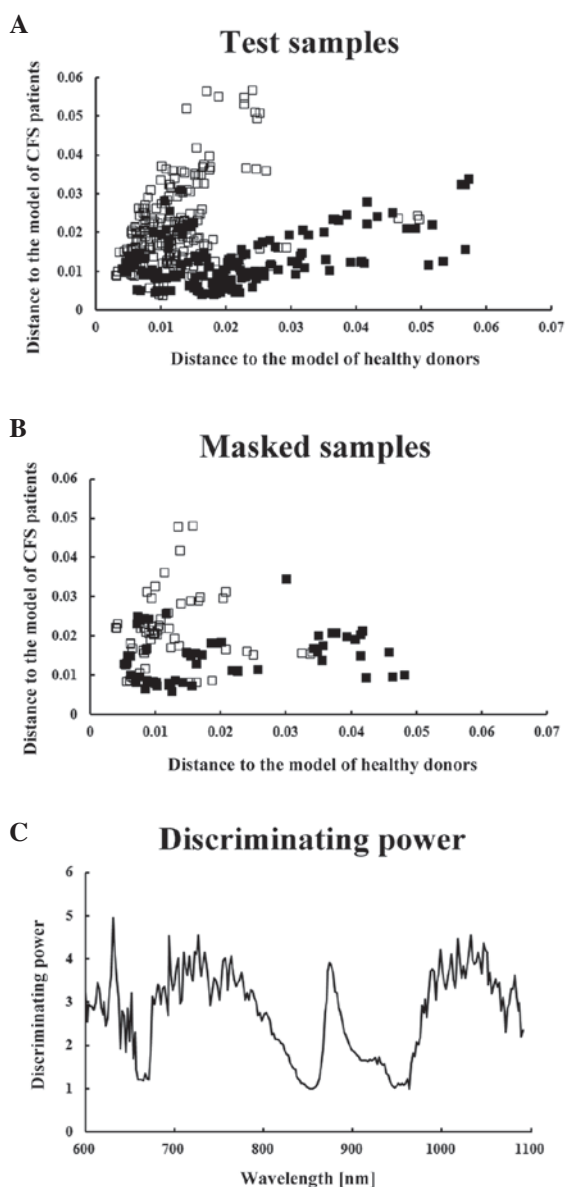 A
Test samples
Distance to the model of CFS patients
0.06
0.05
0.04
0.03
0.02
0.01
0
0 0.01 0.02 0.03 0.04 0.05 0.06 0.07
Distance to the model of healthy donors
B
Masked samples
Distance to the model of CFS patients
0.06
0.05
0.04
0.03
0.02
0.01
0
0 0.01 0.02 0.03 0.04 0.05 0.06 0.07
Distance to the model of healthy donors
C
Discriminating power
Discriminating power
6
5
4
3
2
1
0
600 700 800 900 1000 1100
Wavelength [nm]